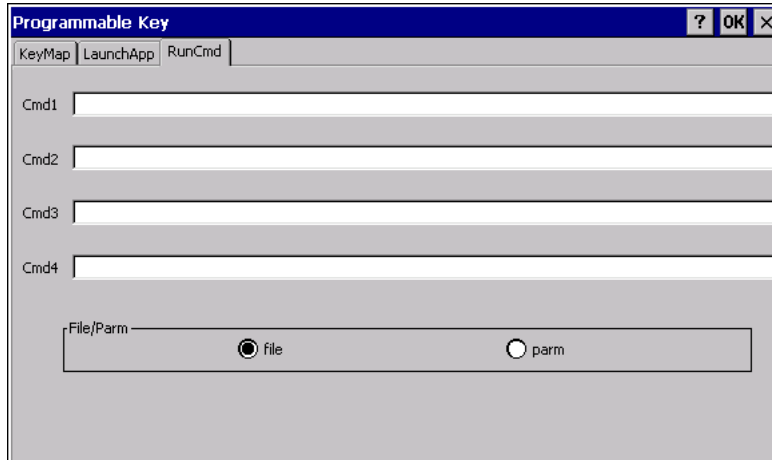 Programmable Key ? OK ×
KeyMap LaunchApp RunCmd
Cmd1
Cmd2
Cmd3
Cmd4
File/Parm
file parm